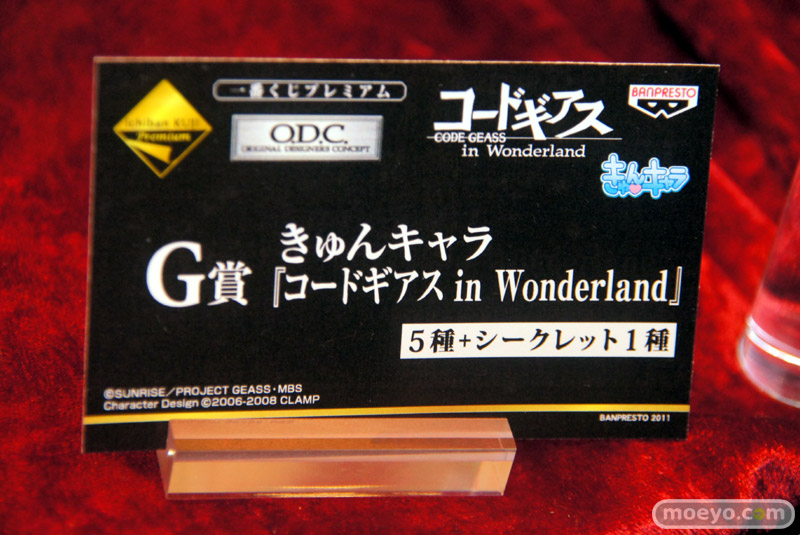 一番くじプレミアム
Ichiban KUJI
Premium
O.D.C.
ORIGINAL DESIGNERS CONCEPT
コードギアス
CODE GEASS
in Wonderland
BANPRESTO
きゅんキャラ
G賞
きゅんキャラ
『コードギアス in Wonderland』
5種+シークレット1種
©SUNRISE／PROJECT GEASS・MBS
Character Design ©2006-2008 CLAMP
BANPRESTO 2011
moeyo.com